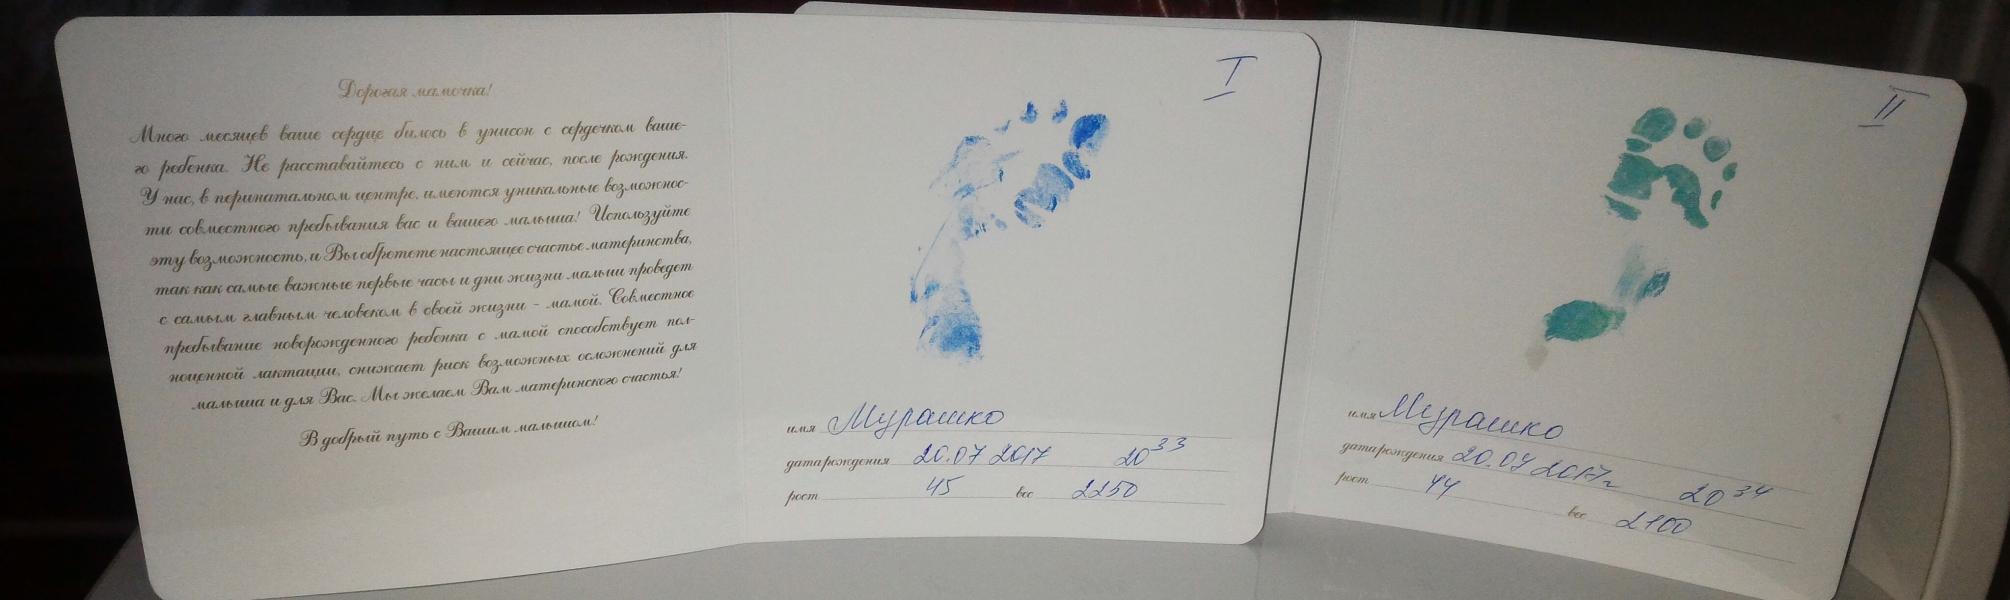 Дорогая мамочка!
Много месяцев ваше сердце билось в унисон с сердечком ваше-
го ребенка. Не расставайтесь с ним и сейчас, после рождения.
У нас, в перинатальном центре, имеются уникальные возможнос-
ти совместного пребывания вас и вашего малыша! Используйте
эту возможность, и Вы обретете настоящее счастье материнства,
так как самые важные первые часы и дни жизни малыш проведет
с самым главным человеком в своей жизни - мамой. Совместное
пребывание новорожденного ребенка с мамой способствует пол-
ноценной лактации, снижает риск возможных осложнений для
малыша и для Вас. Мы желаем Вам материнского счастья!
В добрый путь с Вашим малышом!
I
имя Мурашко
дата рождения 20.07 2017 20 33
рост 45 вес 2250
II
имя Мурашко
дата рождения 20.07 2017г 20 34
рост 44
вес 2100